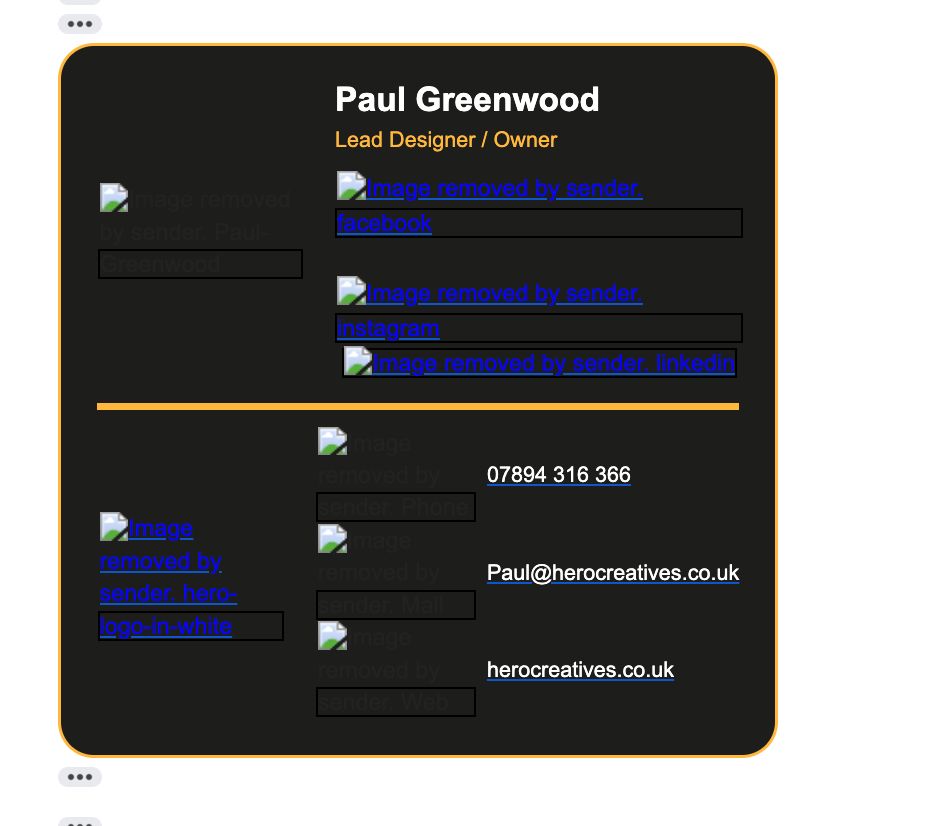 Paul Greenwood
Lead Designer / Owner
Image removed by sender.
facebook
Image removed
by sender. Paul-
Greenwood
Image removed by sender.
instagram
Image removed by sender. linkedin
Image
removed by
sender. Phone
07894 316 366
Image
removed by
sender. hero-
logo-in-white
Image
removed by
sender. Mail
Paul@herocreatives.co.uk
Image
removed by
sender. Web
herocreatives.co.uk